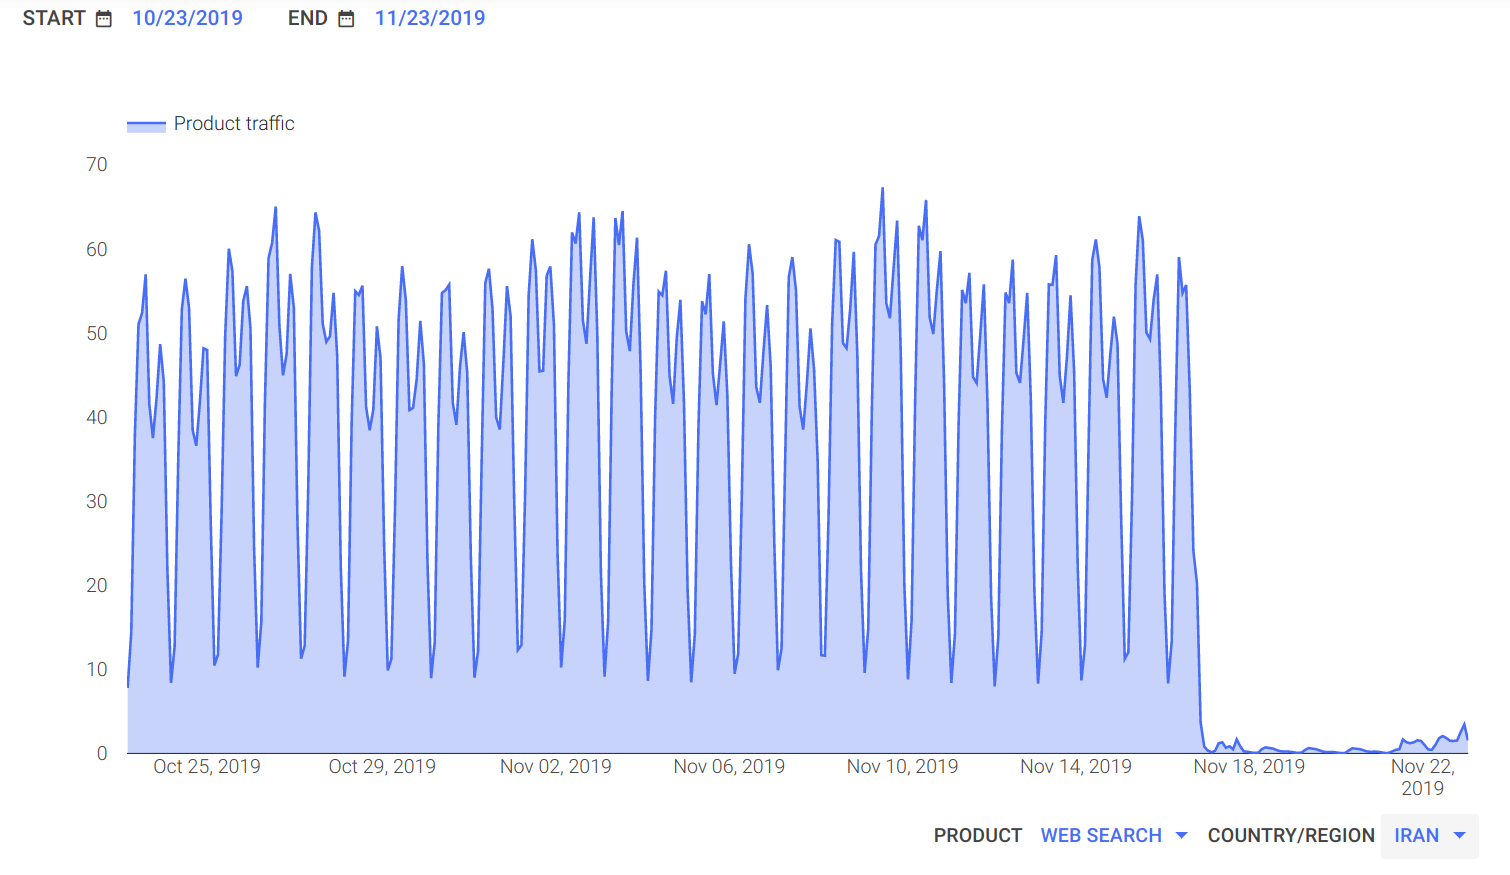 START 10/23/2019 END 11/23/2019
Product traffic
70
60
50
40
30
20
10
0
Oct 25, 2019 Oct 29, 2019 Nov 02, 2019 Nov 06, 2019 Nov 10, 2019 Nov 14, 2019 Nov 18, 2019 Nov 22,
2019
PRODUCT WEB SEARCH COUNTRY/REGION IRAN